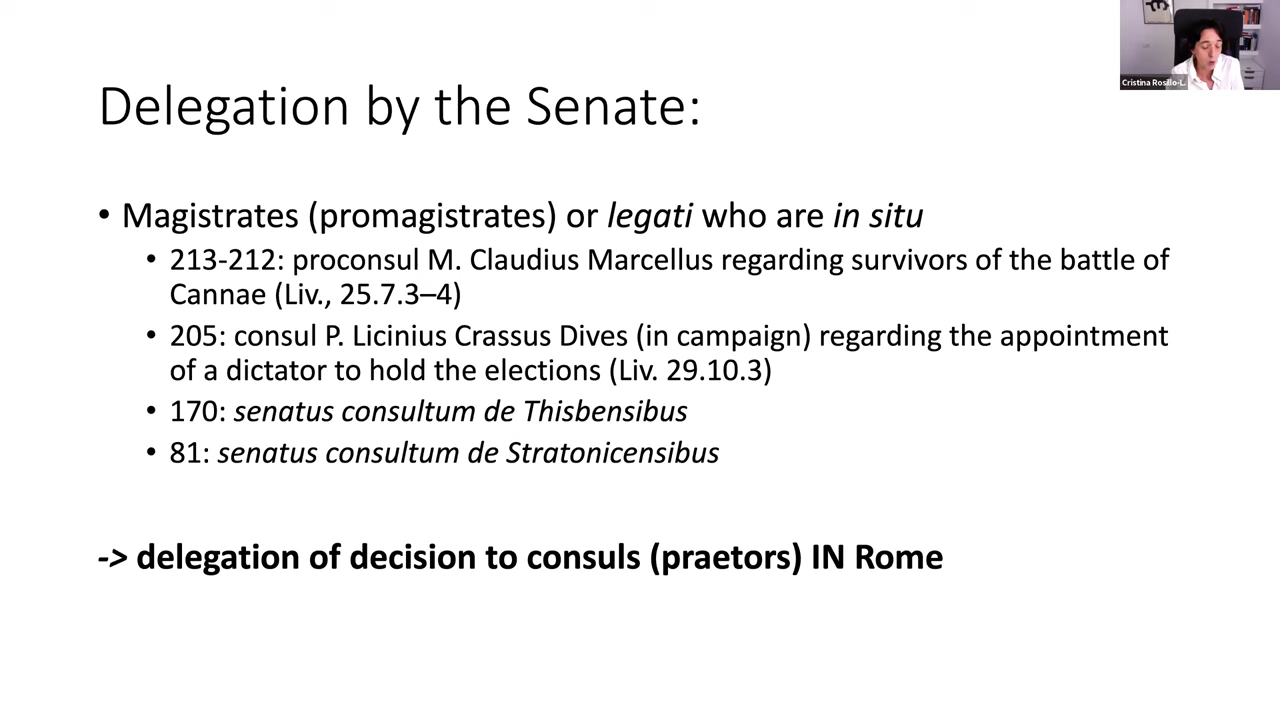 Cristina Rosillo-L.
Delegation by the Senate:
• Magistrates (promagistrates) or legati who are in situ
• 213-212: proconsul M. Claudius Marcellus regarding survivors of the battle of
Cannae (Liv., 25.7.3–4)
• 205: consul P. Licinius Crassus Dives (in campaign) regarding the appointment
of a dictator to hold the elections (Liv. 29.10.3)
• 170: senatus consultum de Thisbensibus
• 81: senatus consultum de Stratonicensibus
-> delegation of decision to consuls (praetors) IN Rome